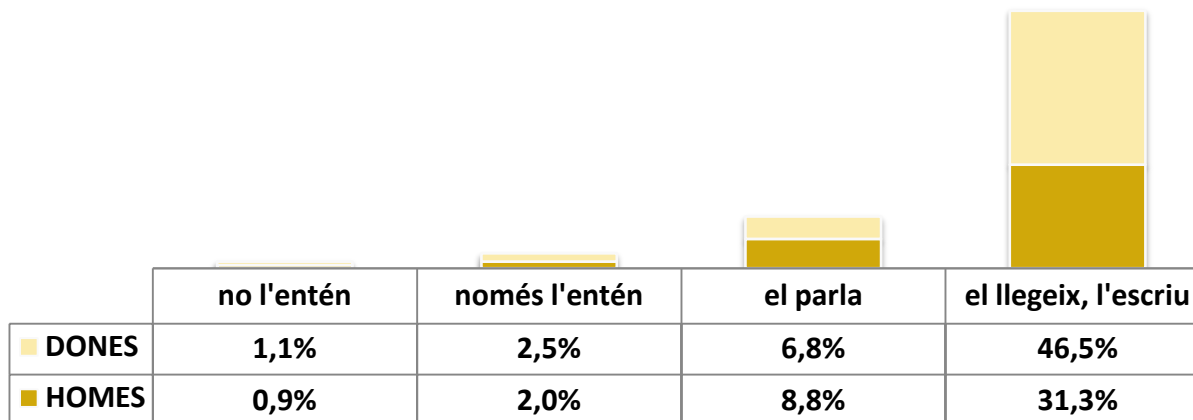 no l'entén només l'entén el parla el llegeix, l'escriu
DONES 1,1% 2,5% 6,8% 46,5%
HOMES 0,9% 2,0% 8,8% 31,3%